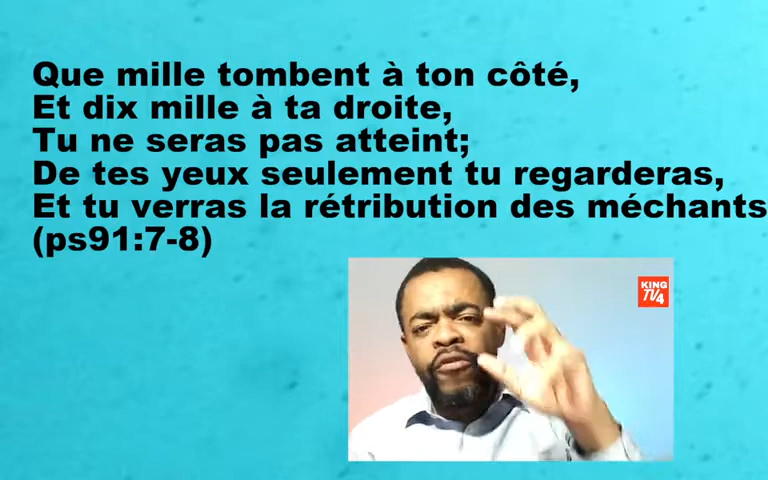 Que mille tombent à ton côté,
Et dix mille à ta droite,
Tu ne seras pas atteint;
De tes yeux seulement tu regarderas,
Et tu verras la rétribution des méchants
(ps91:7-8)
KING
TV4